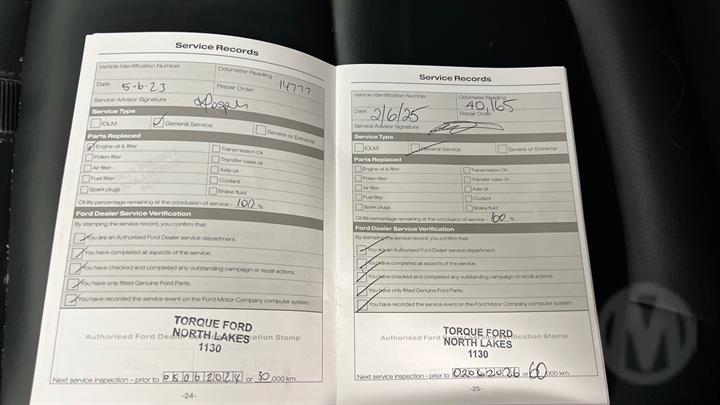 Service Records
Vehicle Identification Number
Odometer Reading
14777
Date 5-6-23
Repair Order
Service Advisor Signature
Service Type
IOLM
General Service
Severe or Extreme
Parts Replaced
Engine oil & filter
Transmission Oil
Pollen filter
Transfer case oil
Air filter
Axle oil
Fuel filter
Coolant
Spark plugs
Brake fluid
Oil life percentage remaining at the conclusion of service - 100 %
Ford Dealer Service Verification
By stamping the service record, you confirm that:
You are an Authorised Ford Dealer service department.
You have completed all aspects of the service.
You have checked and completed any outstanding campaign or recall actions.
You have only fitted Genuine Ford Parts.
You have recorded the service event on the Ford Motor Company computer system.
TORQUE FORD
Authorised Ford Dealer Verification Stamp
NORTH LAKES
1130
Next service inspection - prior to 05062024 or 30,000 km.
-24-
Service Records
Vehicle Identification Number
Odometer Reading
40,165
Date 2/6/25
Repair Order
Service Advisor Signature
Service Type
IOLM
General Service
Severe or Extreme
Parts Replaced
Engine oil & filter
Transmission Oil
Pollen filter
Transfer case oil
Air filter
Axle oil
Fuel filter
Coolant
Spark plugs
Brake fluid
Oil life percentage remaining at the conclusion of service - 100 %
Ford Dealer Service Verification
By stamping the service record, you confirm that:
You are an Authorised Ford Dealer service department.
You have completed all aspects of the service.
You have checked and completed any outstanding campaign or recall actions.
You have only fitted Genuine Ford Parts.
You have recorded the service event on the Ford Motor Company computer system.
TORQUE FORD
Authorised Ford Dealer Verification Stamp
NORTH LAKES
1130
Next service inspection - prior to 02062026 or 60,000 km.
-25-
M